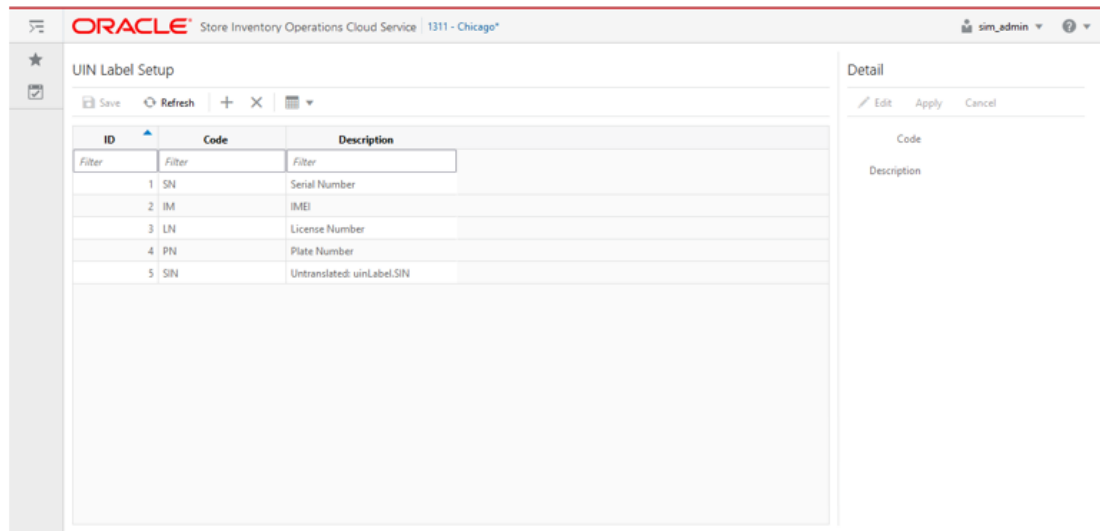 ORACLE Store Inventory Operations Cloud Service 1311 - Chicago* sim_admin
UIN Label Setup
Save Refresh
ID Code Description
Filter Filter Filter
1 SN Serial Number
2 IM IMEI
3 LN License Number
4 PN Plate Number
5 SIN Untranslated: uinLabel.SIN
Detail
Edit Apply Cancel
Code
Description